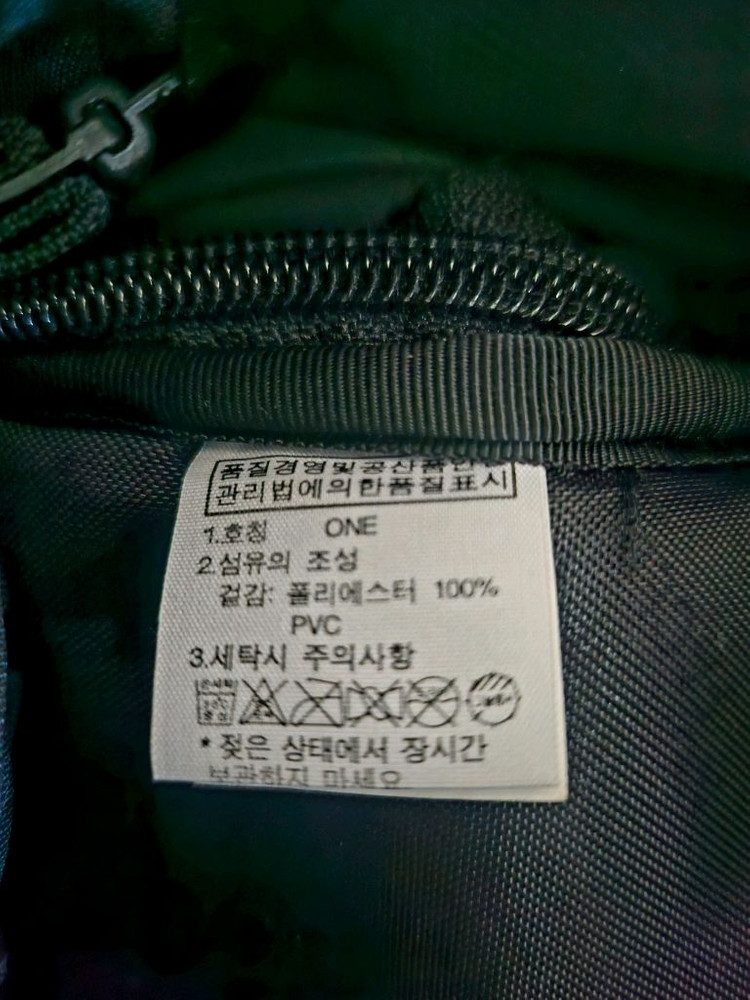 품질경영및공산품안전
관리법에의한품질표시
1.호칭 ONE
2.섬유의 조성
겉감: 폴리에스터 100%
PVC
3.세탁시 주의사항
* 젖은 상태에서 장시간
보관하지 마세요